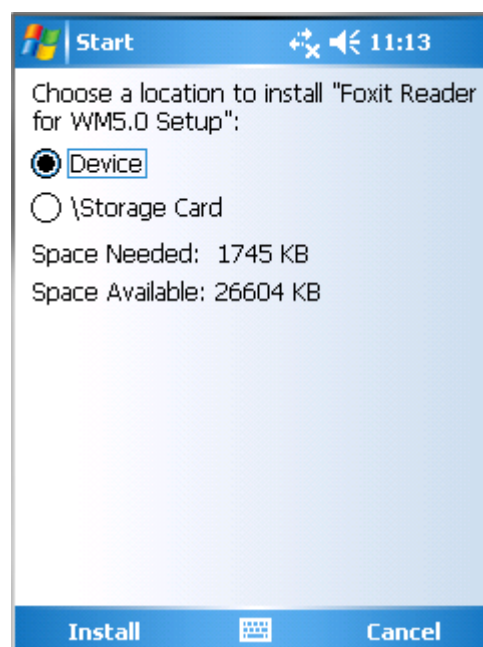 Start 11:13
Choose a location to install "Foxit Reader
for WM5.0 Setup":
Device
\Storage Card
Space Needed: 1745 KB
Space Available: 26604 KB
Install Cancel